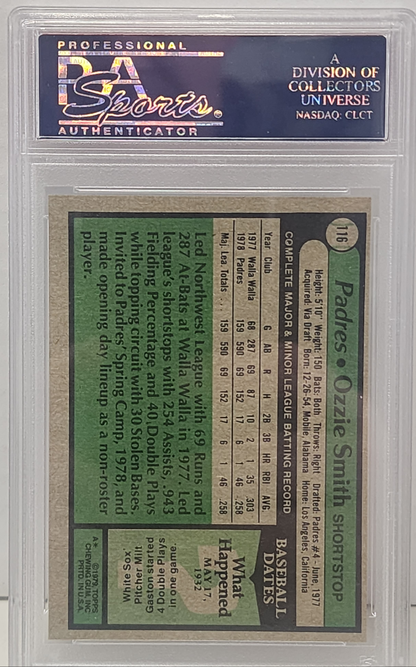 PROFESSIONAL
PSA
Sports®
AUTHENTICATOR
A
DIVISION OF
COLLECTORS
UNIVERSE
NASDAQ: CLCT
116
Padres • Ozzie Smith SHORTSTOP
Height: 5'10" Weight: 150 Bats: Both Throws: Right Drafted: Padres #4 - June, 1977
Acquired: Via Draft Born: 12-26-54, Mobile, Alabama Home: Los Angeles, California
COMPLETE MAJOR & MINOR LEAGUE BATTING RECORD
Year Club G AB R H 2B 3B HR RBI AVG.
1977 Walla Walla 68 287 69 87 10 2 1 35 .303
1978 Padres 159 590 69 152 17 6 1 46 .258
Maj. Lea. Totals . . . 159 590 69 152 17 6 1 46 .258
Led Northwest League with 69 Runs and
287 At-Bats at Walla Walla in 1977. Led
league's shortstops with 254 Assists, .943
Fielding Percentage and 40 Double Plays
while topping circuit with 30 Stolen Bases.
Invited to Padres' Spring Camp, 1978, and
made opening day lineup as a non-roster
player.
BASEBALL
DATES
What
Happened
MAY 17,
1932
4 Double Plays
in one game
Gaston started
Pitcher Milt
White Sox
A* ©1979 TOPPS
CHEWING GUM, INC.
PRTD. IN U.S.A.